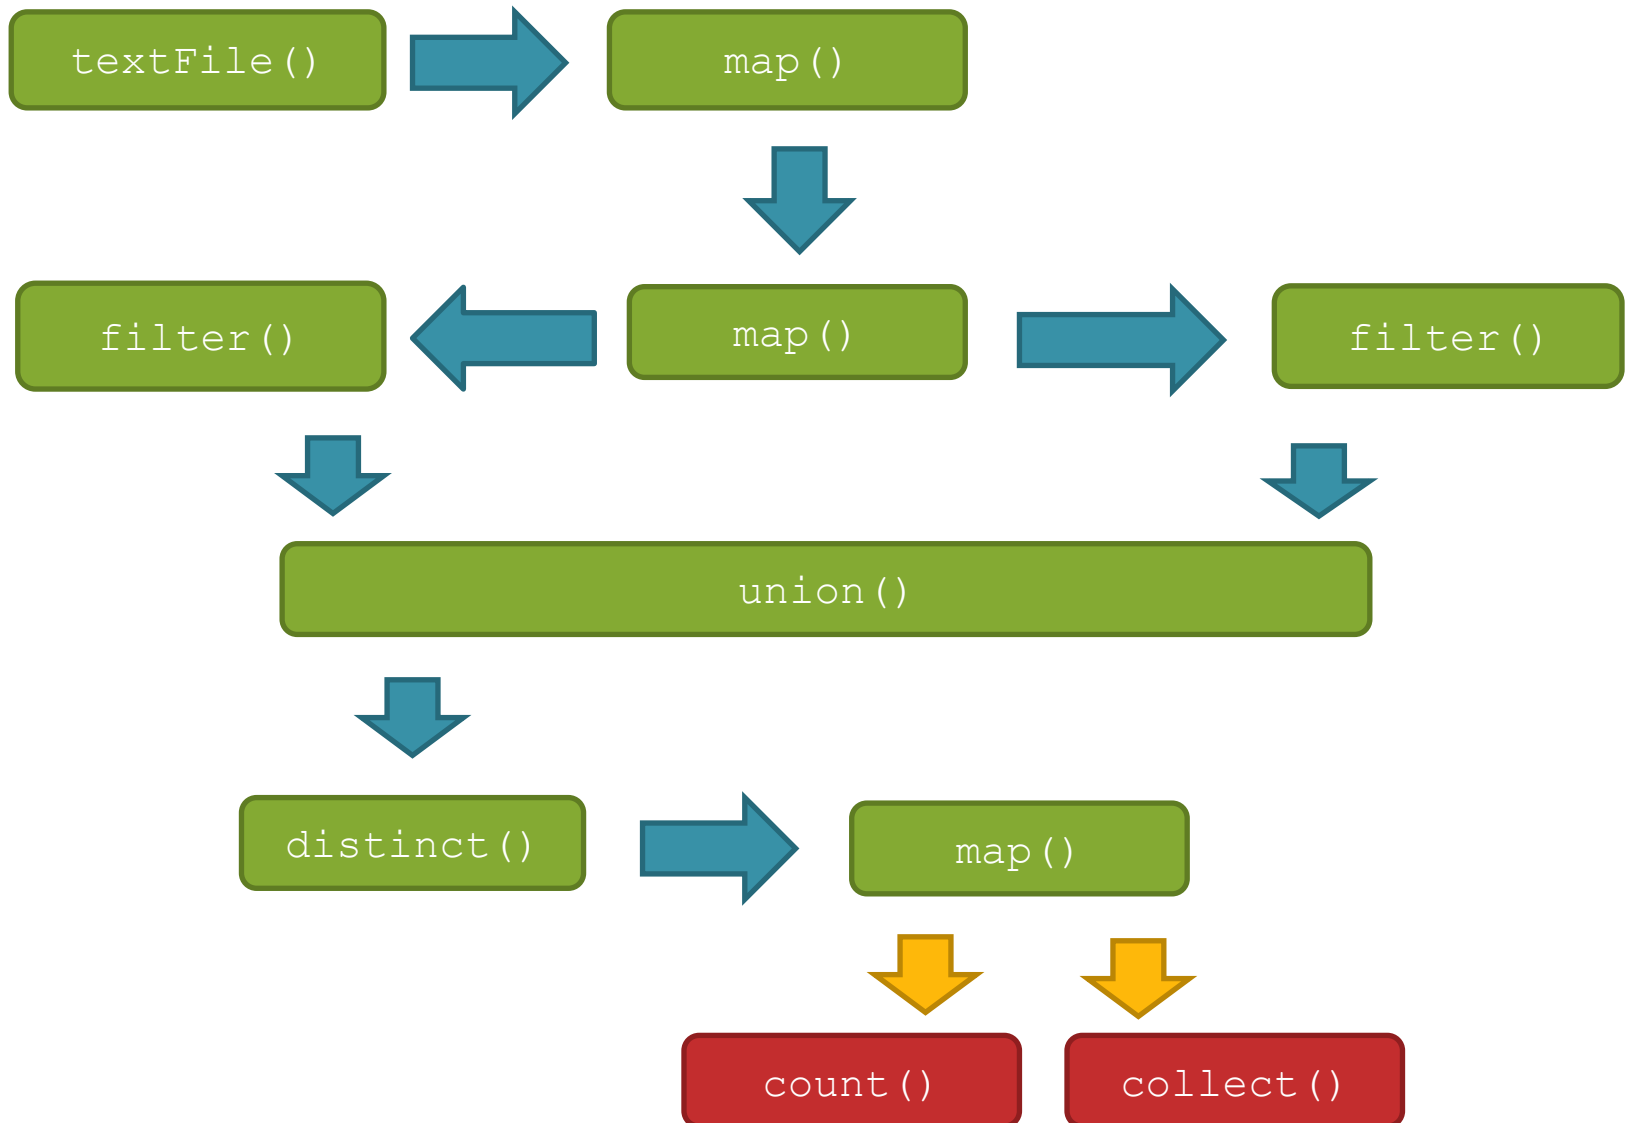 textFile()
map()
filter()
map()
filter()
union()
distinct()
map()
count()
collect()